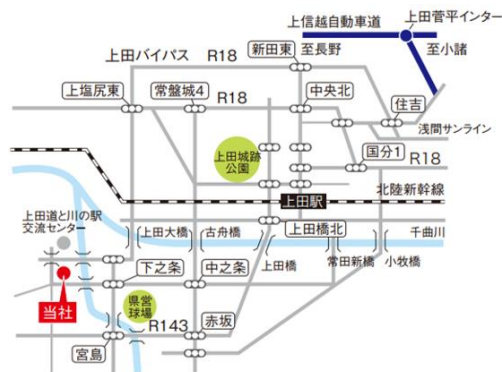 上信越自動車道
上田菅平インター
至長野
至小諸
上田バイパス R18
新田東
上塩尻東
常盤城4
R18
中央北
住吉
浅間サンライン
国分1
R18
上田城跡
公園
北陸新幹線
上田駅
上田道と川の駅
交流センター
上田大橋
古舟橋
上田橋北
千曲川
上田橋
常田新橋
小牧橋
下之条
中之条
当社
県営
球場
R143
赤坂
宮島